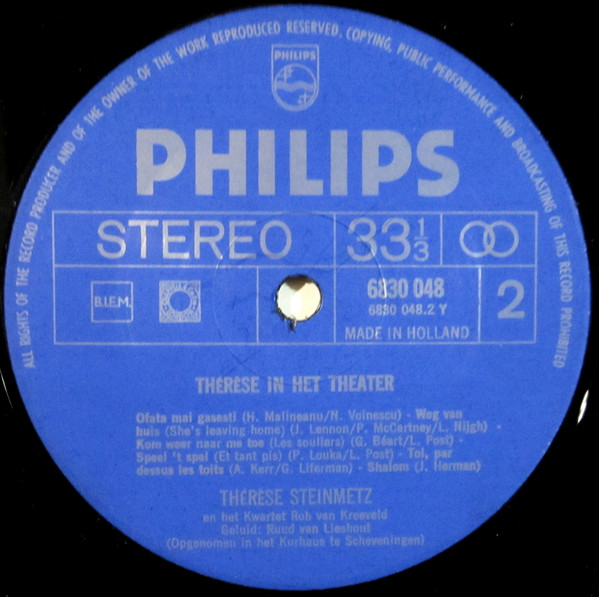 ALL RIGHTS OF THE RECORD PRODUCER AND OF THE OWNER OF THE WORK REPRODUCED RESERVED, COPYING, PUBLIC PERFORMANCE AND BROADCASTING OF THIS RECORD PROHIBITED
PHILIPS
PHILIPS
STEREO 33⅓
B.I.E.M. 6830 048 2
6830 048.2 Y
MADE IN HOLLAND
THÉRÈSE IN HET THEATER
Ofata mai gasesti (H. Malineanu/N. Voinescu) - Weg van
huis (She's leaving home) (J. Lennon/P. McCartney/L. Nijgh) -
Kom weer naar me toe (Les souliers) (G. Béart/L. Post) -
Speel 't spel (Et tant pis) (P. Louka/L. Post) - Toi, par
dessus les toits (A. Kerr/G. Liferman) - Shalom (J. Herman)
THÉRÈSE STEINMETZ
en het Kwartet Rob van Kreeveld
Geluid: Ruud van Lieshout
(Opgenomen in het Kurhaus te Scheveningen)